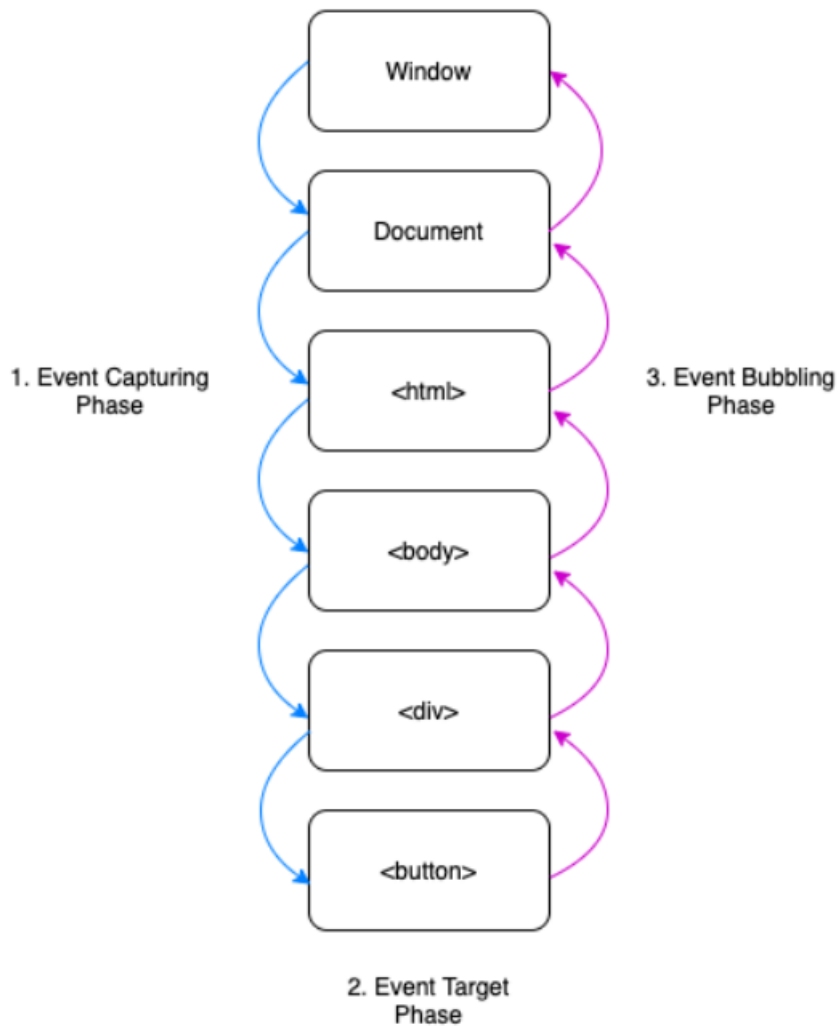 Window
Document
1. Event Capturing
Phase
<html>
3. Event Bubbling
Phase
<body>
<div>
<button>
2. Event Target
Phase